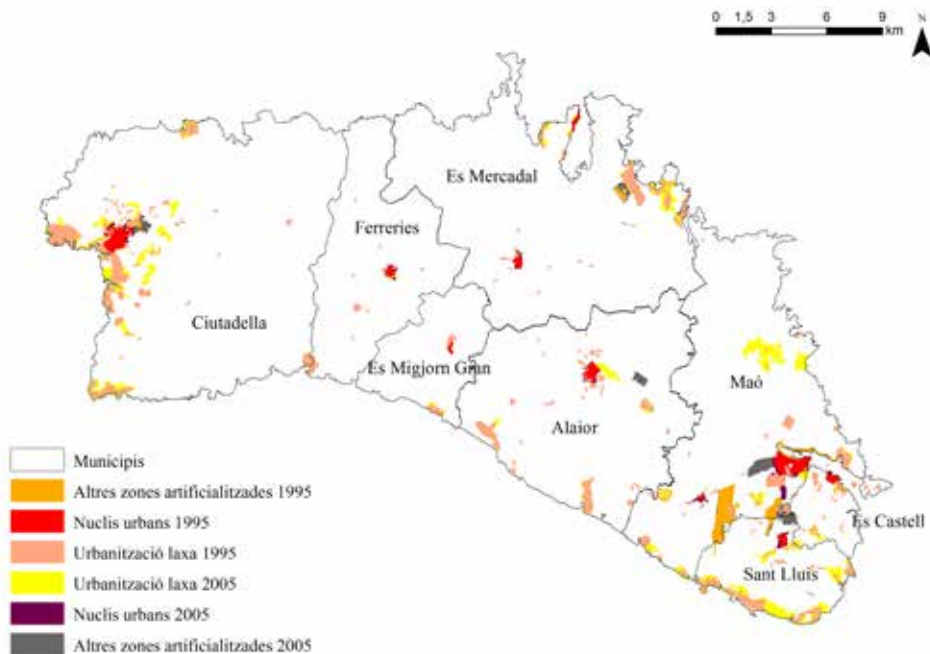 0 1,5 3 6 9
km
N
Es Mercadal
Ferreries
Ciutadella
Es Migjorn Gran
Maó
Alaior
Es Castell
Sant Lluís
Municipis
Altres zones artificialitzades 1995
Nuclis urbans 1995
Urbanització laxa 1995
Urbanització laxa 2005
Nuclis urbans 2005
Altres zones artificialitzades 2005